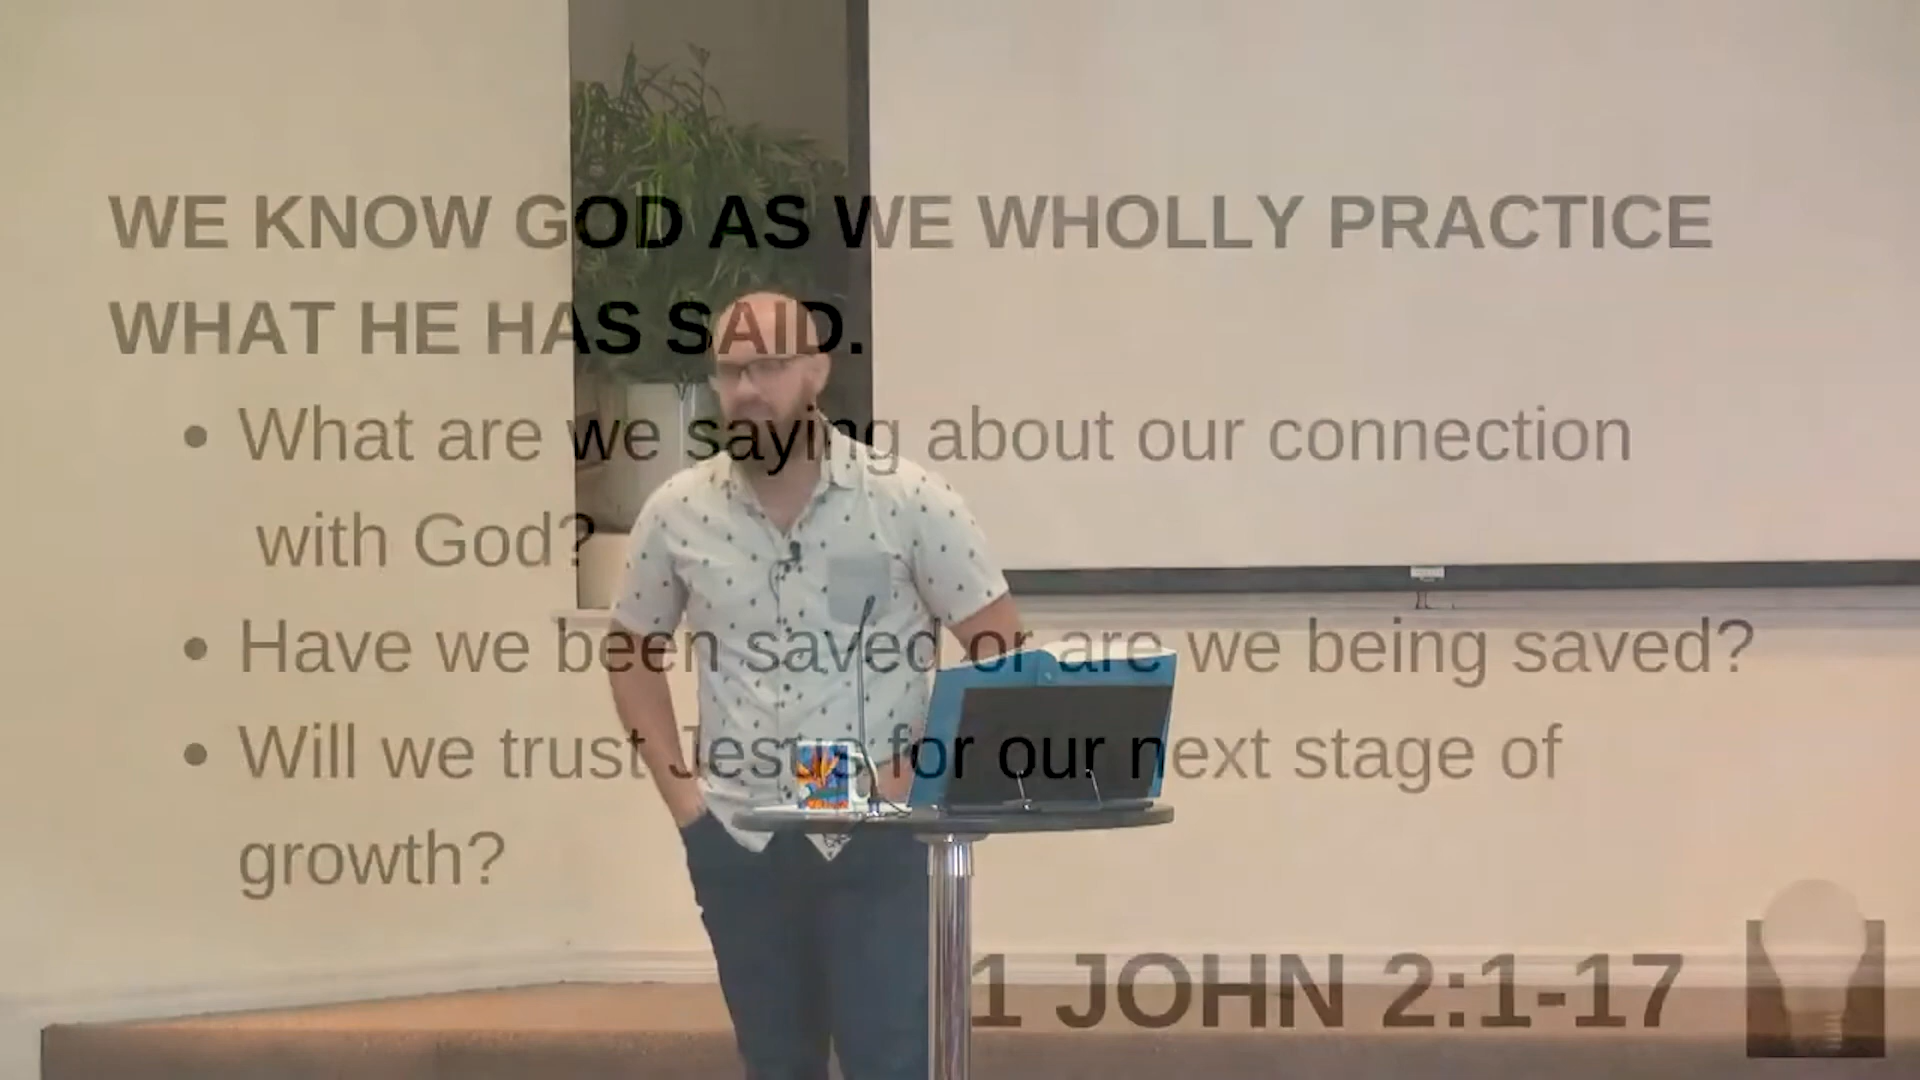 WE KNOW GOD AS WE WHOLLY PRACTICE
WHAT HE HAS SAID.
• What are we saying about our connection
with God?
• Have we been saved or are we being saved?
• Will we trust Jesus for our next stage of
growth?
1 JOHN 2:1-17